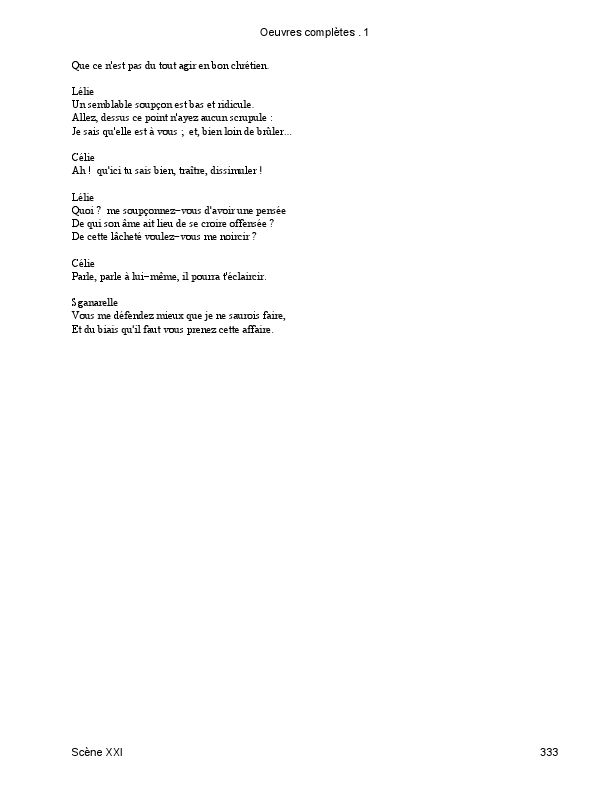 Oeuvres complètes . 1
Que ce n'est pas du tout agir en bon chrétien.
Lélie
Un semblable soupçon est bas et ridicule.
Allez, dessus ce point n'ayez aucun scrupule :
Je sais qu'elle est à vous ; et, bien loin de brûler...
Célie
Ah ! qu'ici tu sais bien, traître, dissimuler !
Lélie
Quoi ? me soupçonnez−vous d'avoir une pensée
De qui son âme ait lieu de se croire offensée ?
De cette lâcheté voulez−vous me noircir ?
Célie
Parle, parle à lui−même, il pourra t'éclaircir.
Sganarelle
Vous me défendez mieux que je ne saurois faire,
Et du biais qu'il faut vous prenez cette affaire.
Scène XXI
333